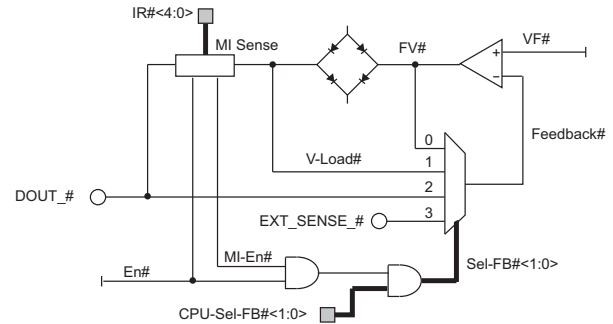 IR#<4:0>
MI Sense
FV#
VF#
+
−
Feedback#
0
V-Load#
1
DOUT_#
2
EXT_SENSE_#
3
MI-En#
Sel-FB#<1:0>
En#
CPU-Sel-FB#<1:0>